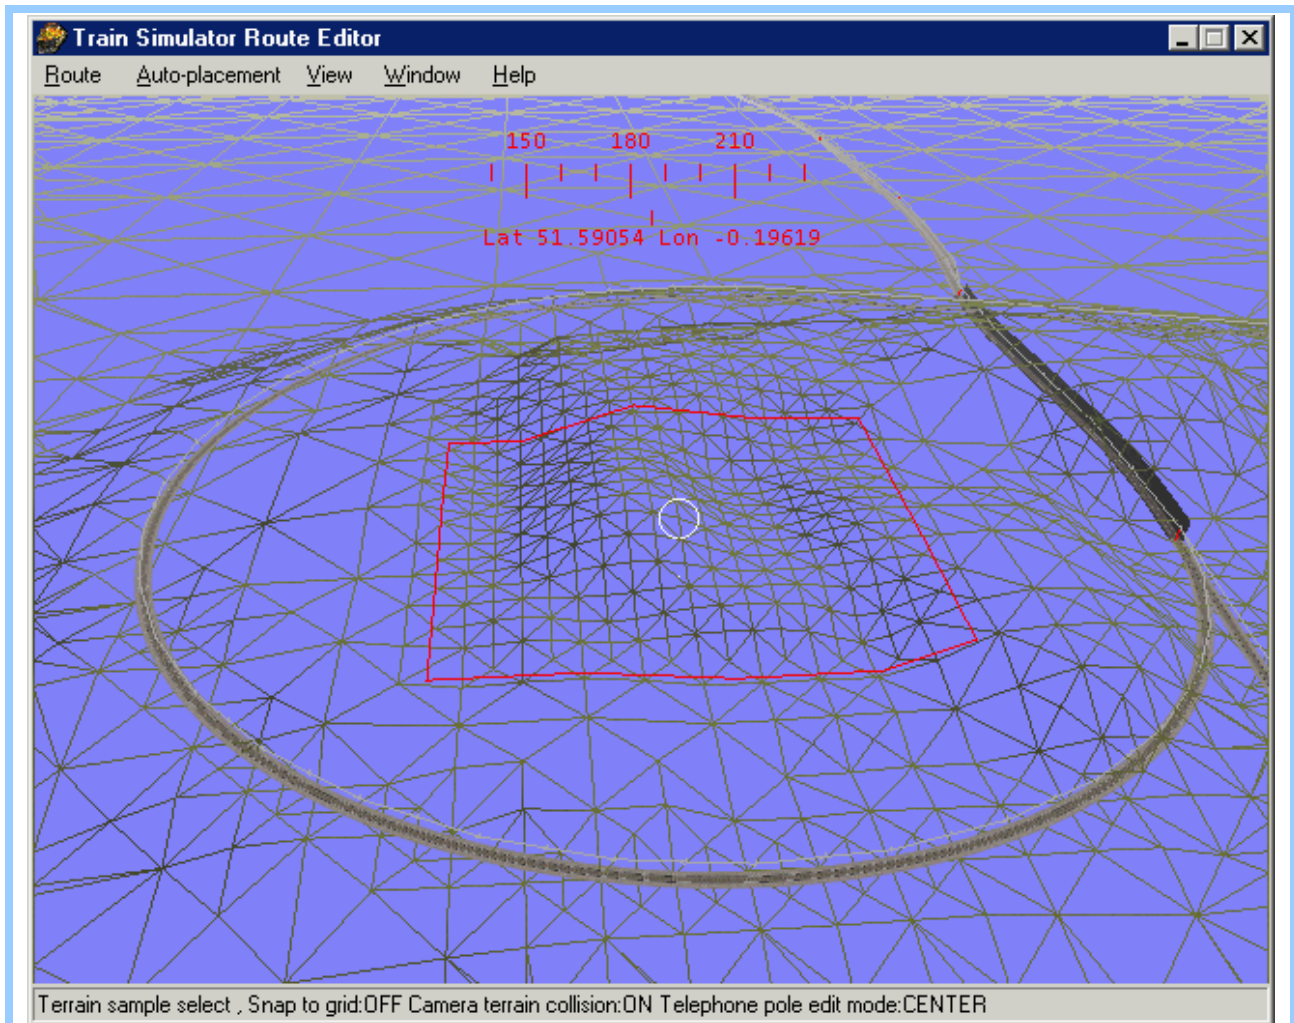 Train Simulator Route Editor
Route Auto-placement View Window Help
150 180 210
Lat 51.59054 Lon -0.19619
Terrain sample select , Snap to grid:OFF Camera terrain collision:ON Telephone pole edit mode:CENTER